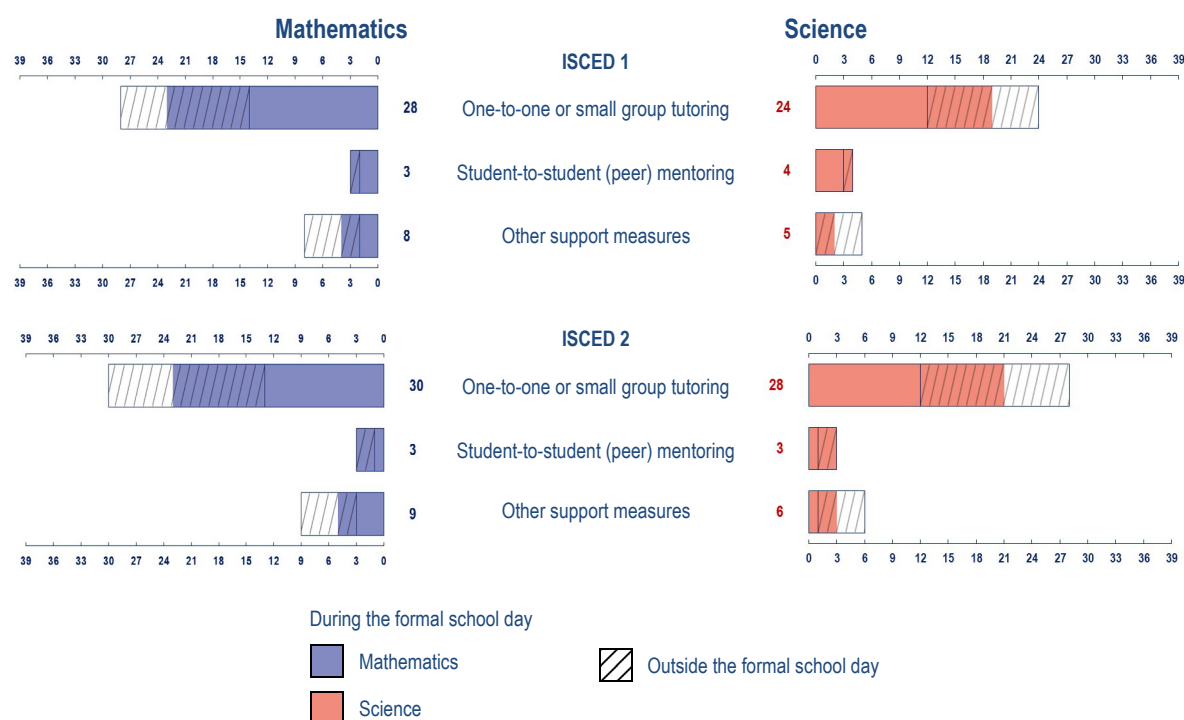 Mathematics Science
39 36 33 30 27 24 21 18 15 12 9 6 3 0 ISCED 1 0 3 6 9 12 15 18 21 24 27 30 33 36 39
28 One-to-one or small group tutoring 24
3 Student-to-student (peer) mentoring 4
8 Other support measures 5
39 36 33 30 27 24 21 18 15 12 9 6 3 0 0 3 6 9 12 15 18 21 24 27 30 33 36 39
39 36 33 30 27 24 21 18 15 12 9 6 3 0 ISCED 2 0 3 6 9 12 15 18 21 24 27 30 33 36 39
30 One-to-one or small group tutoring 28
3 Student-to-student (peer) mentoring 3
9 Other support measures 6
39 36 33 30 27 24 21 18 15 12 9 6 3 0 0 3 6 9 12 15 18 21 24 27 30 33 36 39
During the formal school day
Mathematics Outside the formal school day
Science